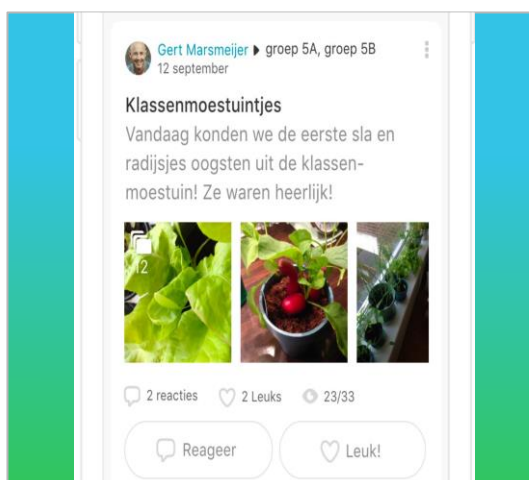 Gert Marsmeijer ▸ groep 5A, groep 5B
12 september
Klassenmoestuintjes
Vandaag konden we de eerste sla en
radijsjes oogsten uit de klassen-
moestuin! Ze waren heerlijk!
12
2 reacties 2 Leuks 23/33
Reageer Leuk!